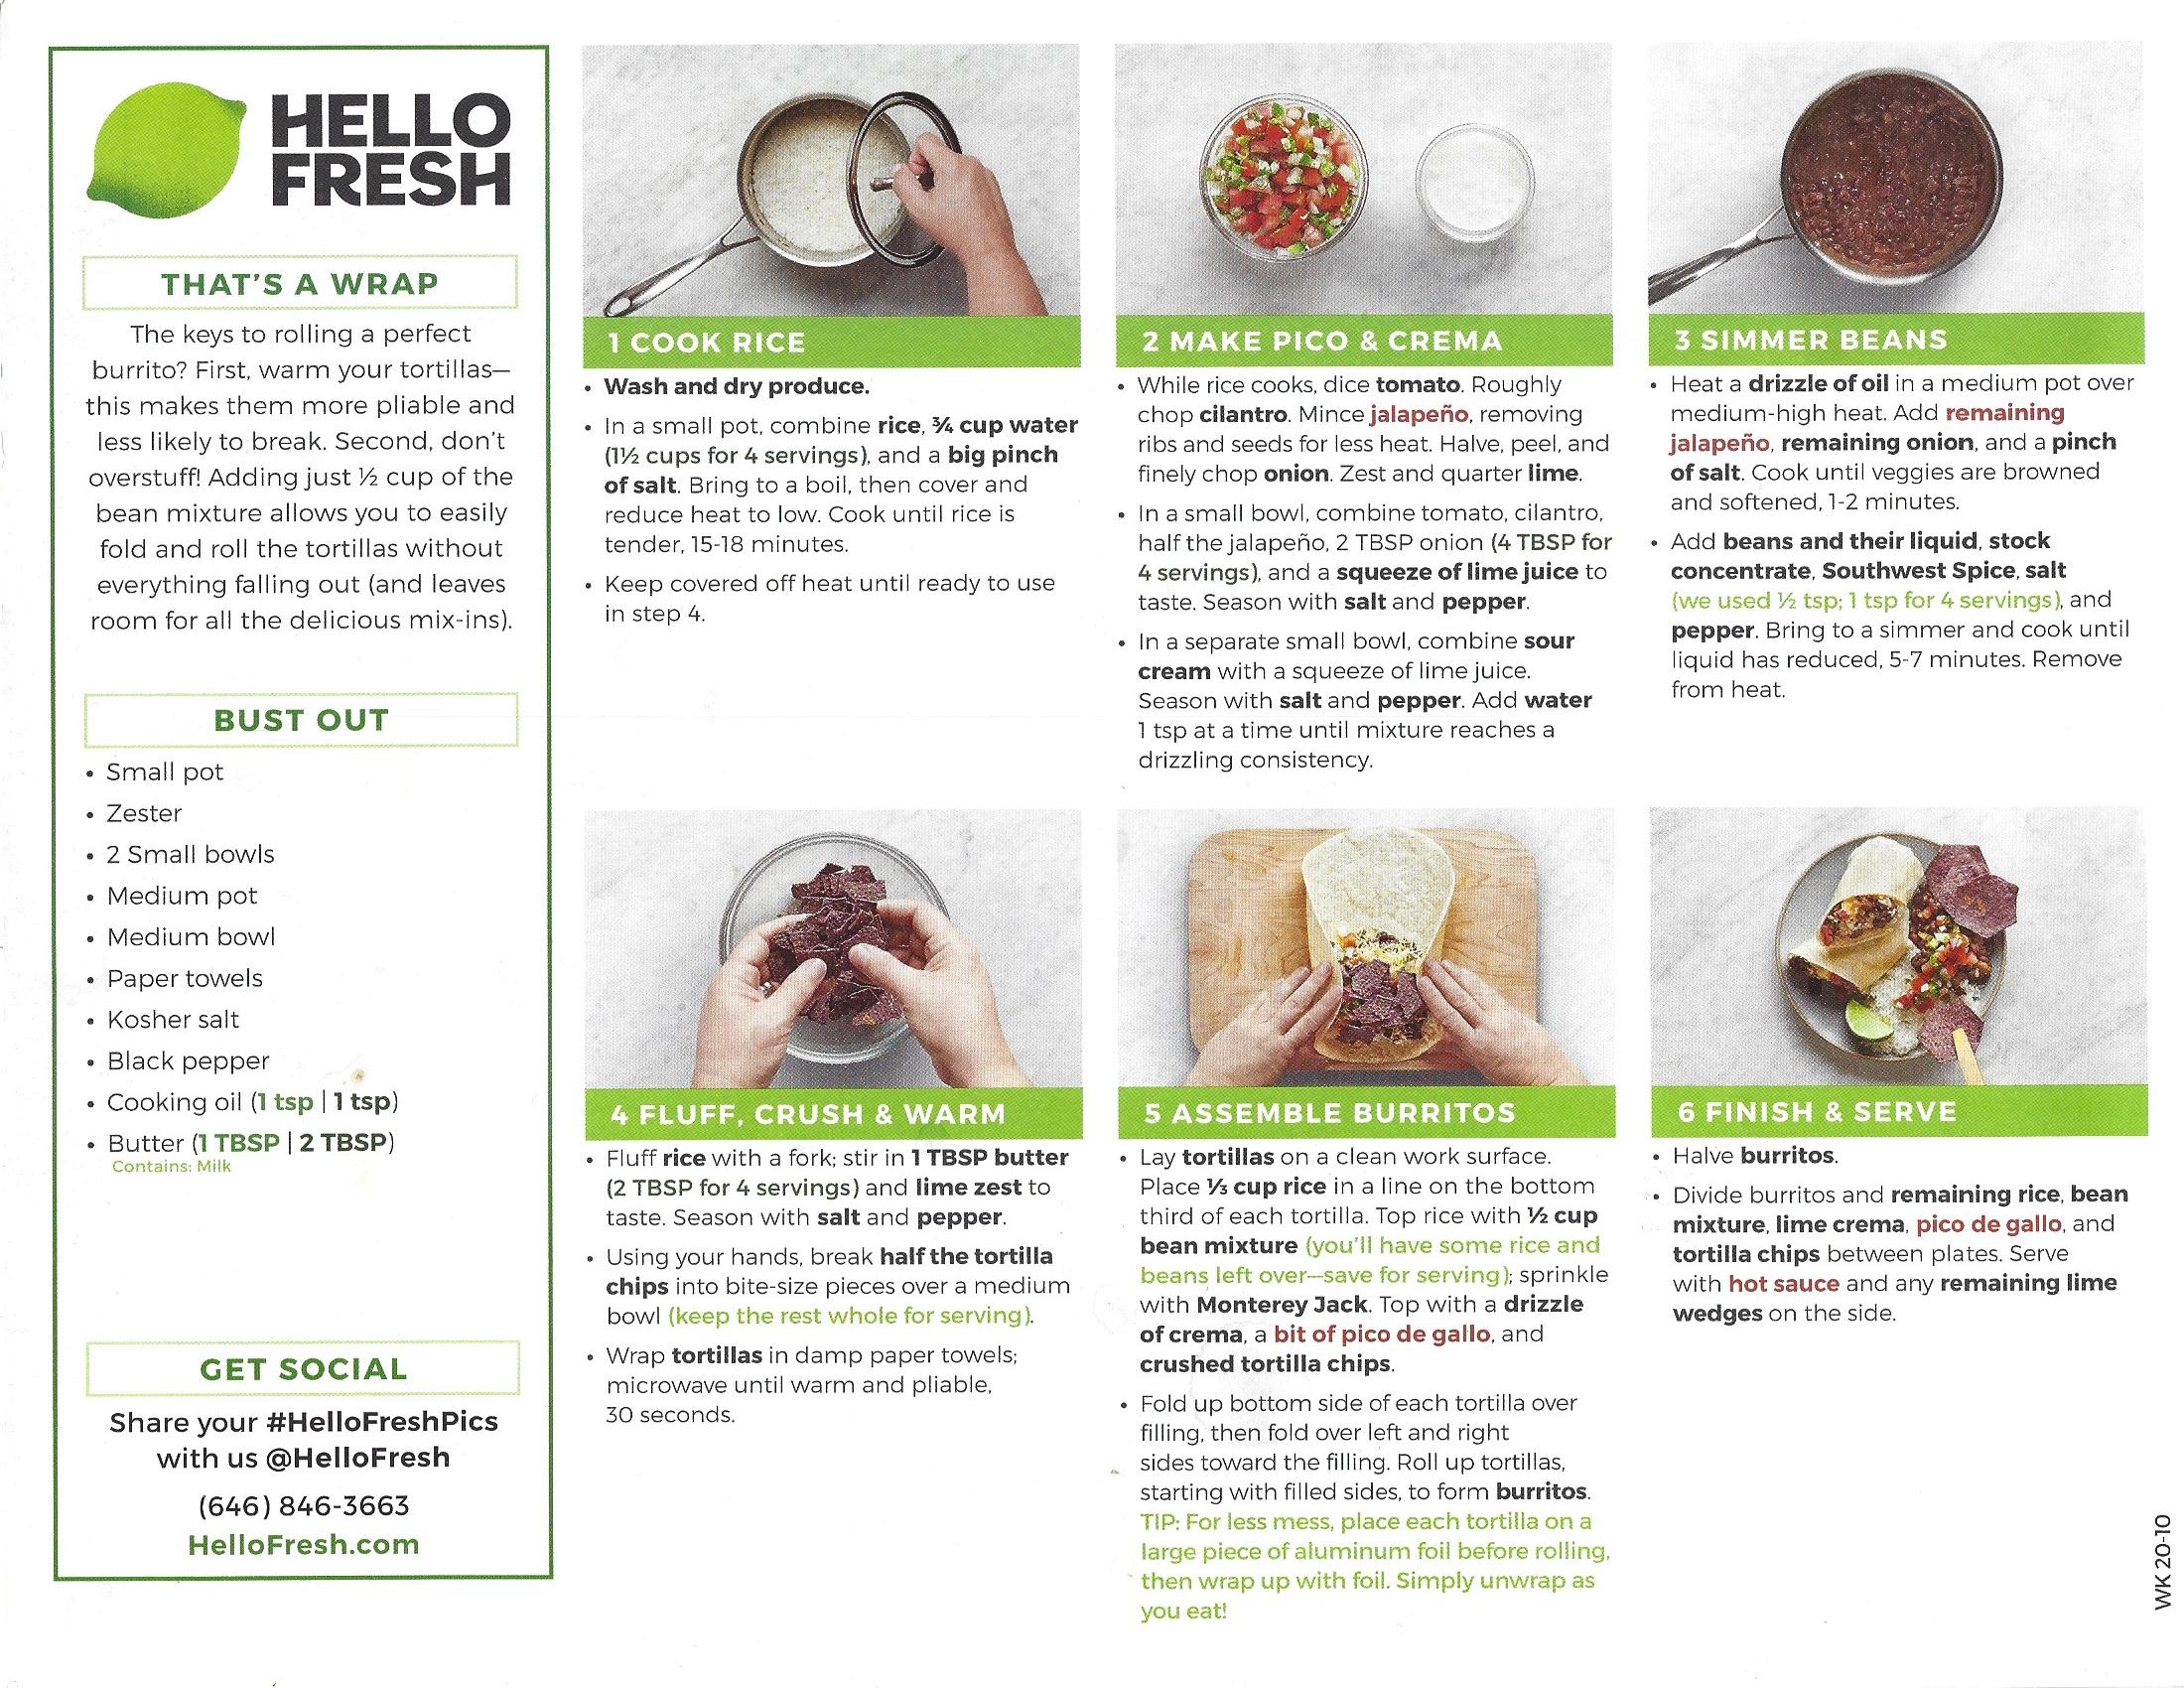 HELLO
FRESH
THAT'S A WRAP
The keys to rolling a perfect
burrito? First, warm your tortillas—
this makes them more pliable and
less likely to break. Second, don't
overstuff! Adding just ½ cup of the
bean mixture allows you to easily
fold and roll the tortillas without
everything falling out (and leaves
room for all the delicious mix-ins).
BUST OUT
• Small pot
• Zester
• 2 Small bowls
• Medium pot
• Medium bowl
• Paper towels
• Kosher salt
• Black pepper
• Cooking oil (1 tsp | 1 tsp)
• Butter (1 TBSP | 2 TBSP)
Contains: Milk
GET SOCIAL
Share your #HelloFreshPics
with us @HelloFresh
(646) 846-3663
HelloFresh.com
1 COOK RICE
• Wash and dry produce.
• In a small pot, combine rice, ¾ cup water
(1½ cups for 4 servings), and a big pinch
of salt. Bring to a boil, then cover and
reduce heat to low. Cook until rice is
tender, 15-18 minutes.
• Keep covered off heat until ready to use
in step 4.
2 MAKE PICO & CREMA
• While rice cooks, dice tomato. Roughly
chop cilantro. Mince jalapeño, removing
ribs and seeds for less heat. Halve, peel, and
finely chop onion. Zest and quarter lime.
• In a small bowl, combine tomato, cilantro,
half the jalapeño, 2 TBSP onion (4 TBSP for
4 servings), and a squeeze of lime juice to
taste. Season with salt and pepper.
• In a separate small bowl, combine sour
cream with a squeeze of lime juice.
Season with salt and pepper. Add water
1 tsp at a time until mixture reaches a
drizzling consistency.
3 SIMMER BEANS
• Heat a drizzle of oil in a medium pot over
medium-high heat. Add remaining
jalapeño, remaining onion, and a pinch
of salt. Cook until veggies are browned
and softened, 1-2 minutes.
• Add beans and their liquid, stock
concentrate, Southwest Spice, salt
(we used ½ tsp; 1 tsp for 4 servings), and
pepper. Bring to a simmer and cook until
liquid has reduced, 5-7 minutes. Remove
from heat.
4 FLUFF, CRUSH & WARM
• Fluff rice with a fork; stir in 1 TBSP butter
(2 TBSP for 4 servings) and lime zest to
taste. Season with salt and pepper.
• Using your hands, break half the tortilla
chips into bite-size pieces over a medium
bowl (keep the rest whole for serving).
• Wrap tortillas in damp paper towels;
microwave until warm and pliable,
30 seconds.
5 ASSEMBLE BURRITOS
• Lay tortillas on a clean work surface.
Place ⅓ cup rice in a line on the bottom
third of each tortilla. Top rice with ½ cup
bean mixture (you'll have some rice and
beans left over—save for serving); sprinkle
with Monterey Jack. Top with a drizzle
of crema, a bit of pico de gallo, and
crushed tortilla chips.
• Fold up bottom side of each tortilla over
filling, then fold over left and right
sides toward the filling. Roll up tortillas,
starting with filled sides, to form burritos.
TIP: For less mess, place each tortilla on a
large piece of aluminum foil before rolling,
then wrap up with foil. Simply unwrap as
you eat!
6 FINISH & SERVE
• Halve burritos.
• Divide burritos and remaining rice, bean
mixture, lime crema, pico de gallo, and
tortilla chips between plates. Serve
with hot sauce and any remaining lime
wedges on the side.
WK 20-10